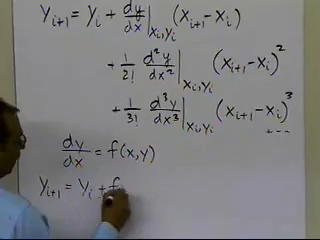 y_{i+1} = y_i + dy/dx |_{x_i, y_i} (x_{i+1} - x_i)
+ 1/2! d²y/dx² |_{x_i, y_i} (x_{i+1} - x_i)²
+ 1/3! d³y/dx³ |_{x_i, y_i} (x_{i+1} - x_i)³ + ---
dy/dx = f(x, y)
y_{i+1} = y_i + f